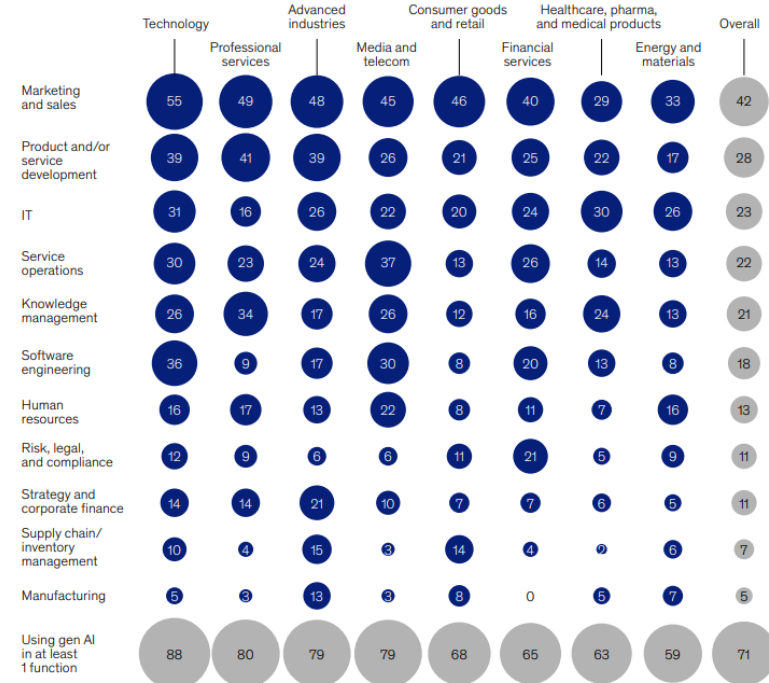 Technology
Professional
services
Advanced
industries
Media and
telecom
Consumer goods
and retail
Financial
services
Healthcare, pharma,
and medical products
Energy and
materials
Overall
Marketing
and sales
55 49 48 45 46 40 29 33 42
Product and/or
service
development
39 41 39 26 21 25 22 17 28
IT
31 16 26 22 20 24 30 26 23
Service
operations
30 23 24 37 13 26 14 13 22
Knowledge
management
26 34 17 26 12 16 24 13 21
Software
engineering
36 9 17 30 8 20 13 8 18
Human
resources
16 17 13 22 8 11 7 16 13
Risk, legal,
and compliance
12 9 6 6 11 21 5 9 11
Strategy and
corporate finance
14 14 21 10 7 7 6 5 11
Supply chain/
inventory
management
10 4 15 3 14 4 2 6 7
Manufacturing
5 3 13 3 8 0 5 7 5
Using gen AI
in at least
1 function
88 80 79 79 68 65 63 59 71